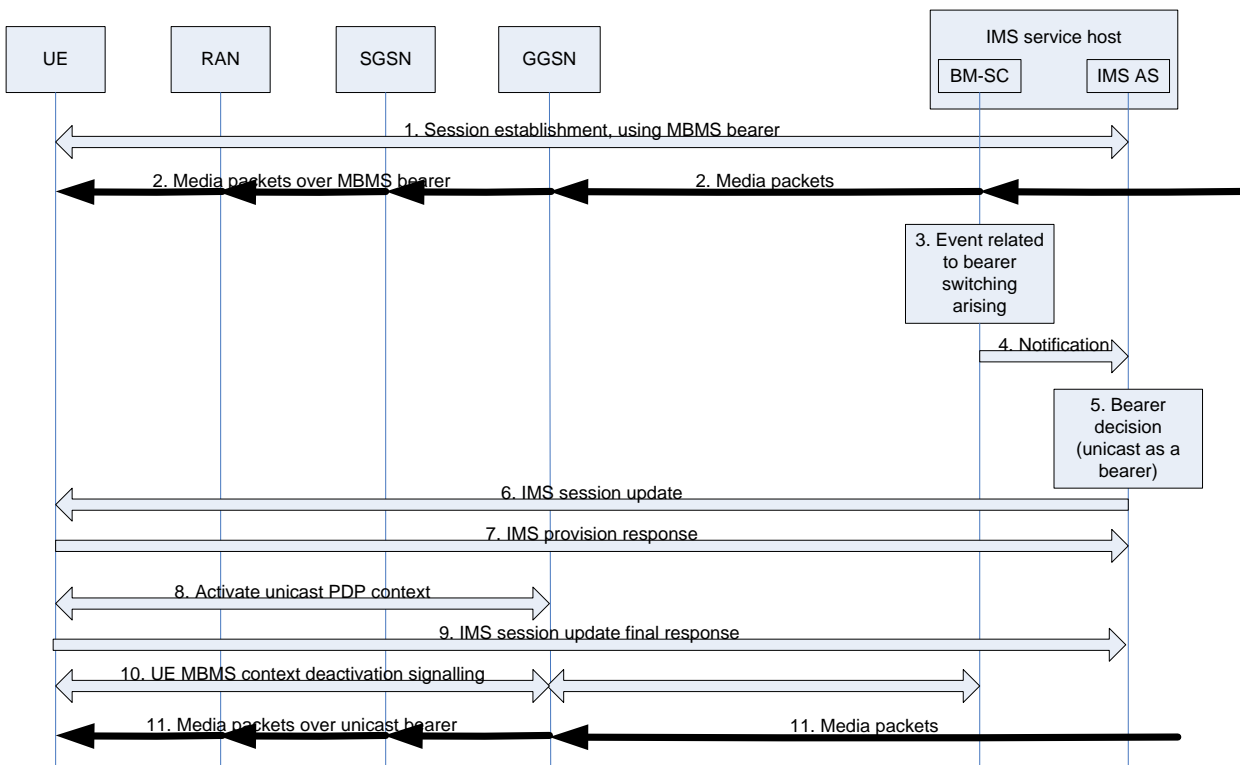 UE
RAN
SGSN
GGSN
IMS service host
BM-SC
IMS AS
1. Session establishment, using MBMS bearer
2. Media packets over MBMS bearer
2. Media packets
3. Event related
to bearer
switching
arising
4. Notification
5. Bearer
decision
(unicast as a
bearer)
6. IMS session update
7. IMS provision response
8. Activate unicast PDP context
9. IMS session update final response
10. UE MBMS context deactivation signalling
11. Media packets over unicast bearer
11. Media packets